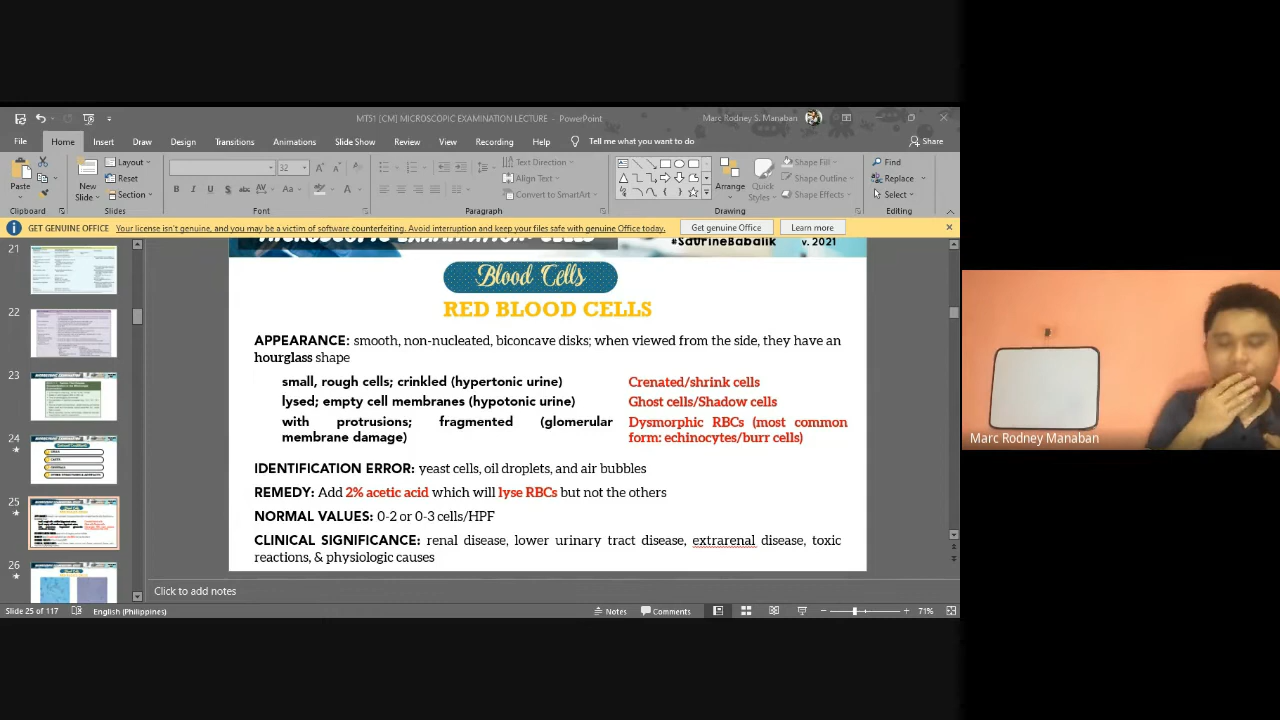 MT51 [CM] MICROSCOPIC EXAMINATION LECTURE - PowerPoint
Marc Rodney S. Manaban
File Home Insert Draw Design Transitions Animations Slide Show Review View Recording Help Tell me what you want to do Share
Paste
New Slide
Layout
Reset
Section
32
Text Direction
Align Text
Convert to SmartArt
Arrange
Quick Styles
Shape Fill
Shape Outline
Shape Effects
Find
Replace
Select
Clipboard Slides Font Paragraph Drawing Editing
GET GENUINE OFFICE Your license isn't genuine, and you may be a victim of software counterfeiting. Avoid interruption and keep your files safe with genuine Office today. Get genuine Office Learn more
21
22
23
24
25
26
MICROSCOPIC EXAMINATION CELLS
v. 2021
Blood Cells
RED BLOOD CELLS
APPEARANCE: smooth, non-nucleated, biconcave disks; when viewed from the side, they have an
hourglass shape
small, rough cells; crinkled (hypertonic urine) Crenated/shrink cells
lysed; empty cell membranes (hypotonic urine) Ghost cells/Shadow cells
with protrusions; fragmented (glomerular Dysmorphic RBCs (most common
membrane damage) form: echinocytes/burr cells)
IDENTIFICATION ERROR: yeast cells, oil droplets, and air bubbles
REMEDY: Add 2% acetic acid which will lyse RBCs but not the others
NORMAL VALUES: 0-2 or 0-3 cells/HPF
CLINICAL SIGNIFICANCE: renal disease, lower urinary tract disease, extrarenal disease, toxic
reactions, & physiologic causes
Click to add notes
Slide 25 of 117 English (Philippines) Notes Comments 71%
Marc Rodney Manaban